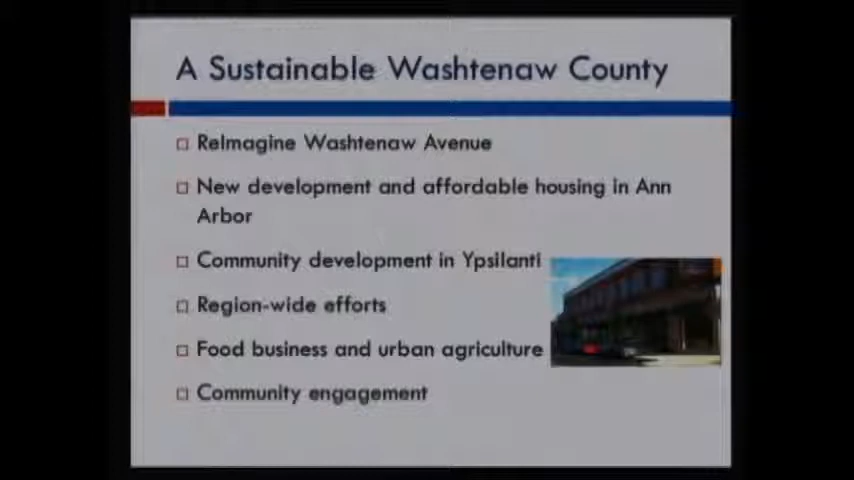 A Sustainable Washtenaw County
ReImagine Washtenaw Avenue
New development and affordable housing in Ann
Arbor
Community development in Ypsilanti
Region-wide efforts
Food business and urban agriculture
Community engagement